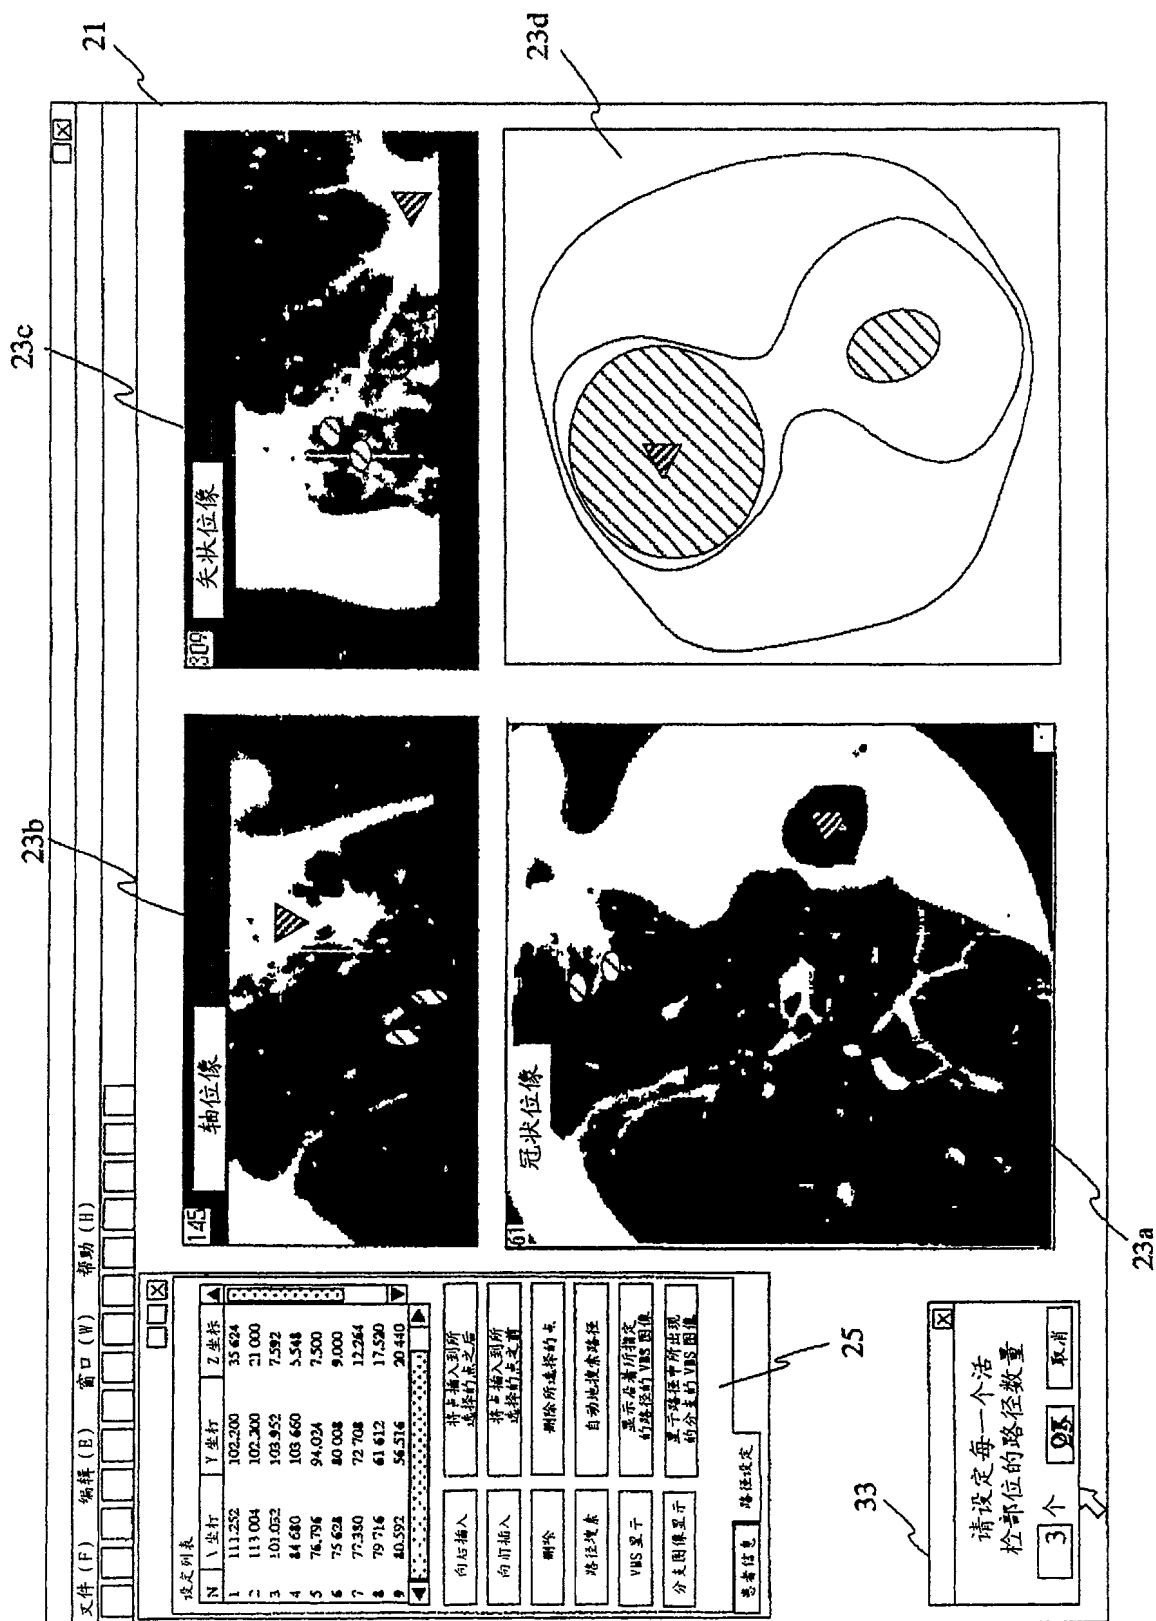 21
文件(F) 编辑(E) 窗口(W) 帮助(H)
设定列表
N X坐标 Y坐标 Z坐标
1 111.252 102.200 35.624
2 113.004 102.200 21.000
3 101.032 103.952 7.592
4 84.680 103.660 5.548
5 76.796 94.024 7.500
6 75.628 80.008 9.000
7 77.380 72.708 12.264
8 79.716 61.612 17.520
9 80.592 56.516 20.440
向后插入
将点插入到所
选择的点之后
向前插入
将点插入到所
选择的点之前
删除
删除所选择的点
路径搜索
自动地搜索路径
VBS显示
显示沿着所指定
的路径的VBS图像
分支图像显示
显示路径中所出现
的分支的VBS图像
患者信息
路径设定
25
33
请设定每一个活
检部位的路径数量
3 个
OK
取消
23b
145
轴位像
23c
309
矢状位像
61
冠状位像
23a
23d